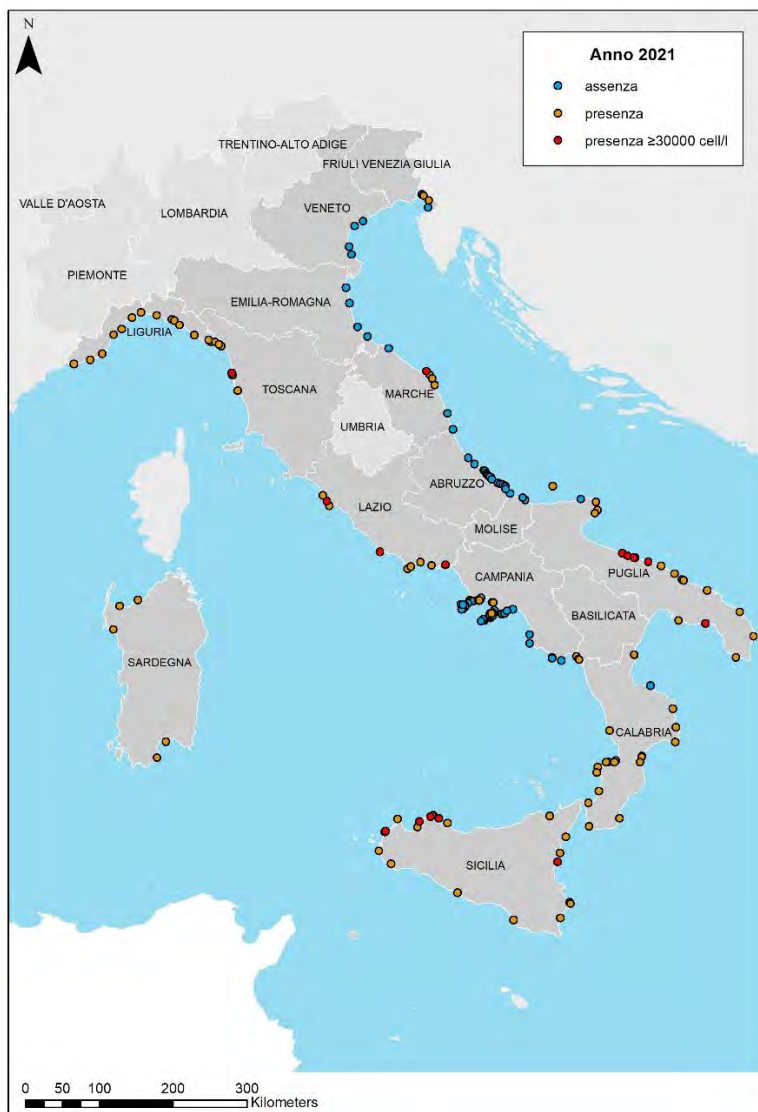 N
Anno 2021
assenza
presenza
presenza ≥30000 cell/l
TRENTINO-ALTO ADIGE
FRIULI VENEZIA GIULIA
VALLE D'AOSTA
LOMBARDIA
VENETO
PIEMONTE
EMILIA-ROMAGNA
LIGURIA
TOSCANA
MARCHE
UMBRIA
ABRUZZO
LAZIO
MOLISE
PUGLIA
CAMPANIA
BASILICATA
SARDEGNA
CALABRIA
SICILIA
0 50 100 200 300
Kilometers